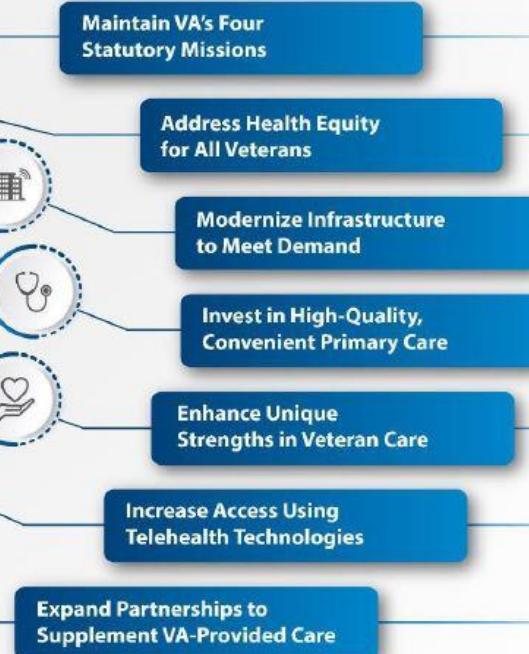 Maintain VA's Four
Statutory Missions
Address Health Equity
for All Veterans
Modernize Infrastructure
to Meet Demand
Invest in High-Quality,
Convenient Primary Care
Enhance Unique
Strengths in Veteran Care
Increase Access Using
Telehealth Technologies
Expand Partnerships to
Supplement VA-Provided Care